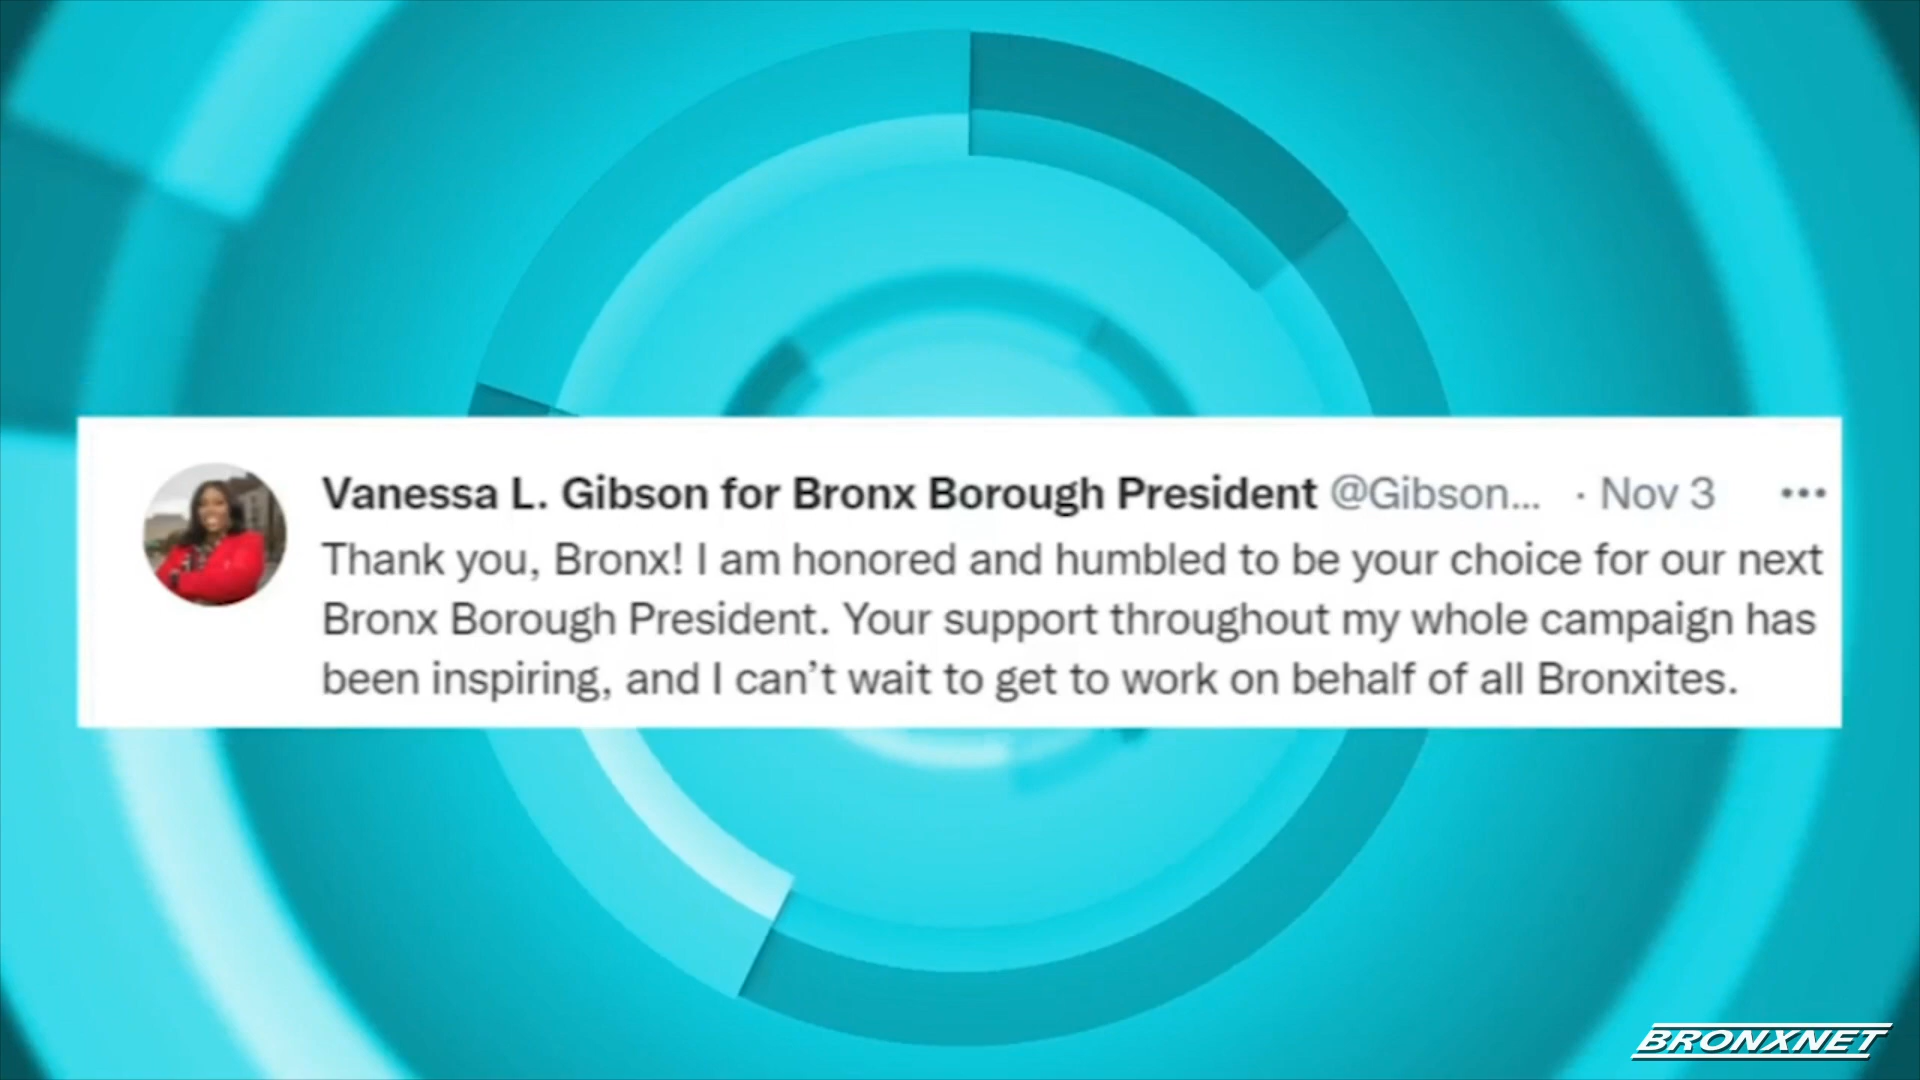 Vanessa L. Gibson for Bronx Borough President @Gibson... · Nov 3 ...
Thank you, Bronx! I am honored and humbled to be your choice for our next
Bronx Borough President. Your support throughout my whole campaign has
been inspiring, and I can’t wait to get to work on behalf of all Bronxites.
BRONXNET